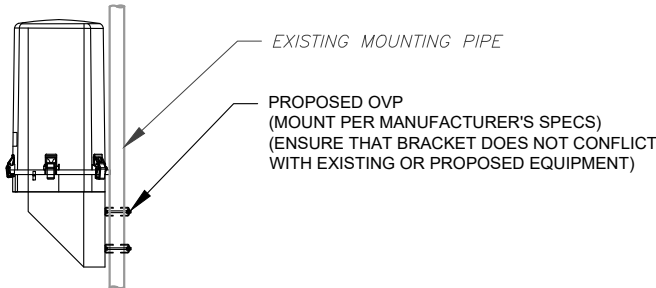 EXISTING MOUNTING PIPE
PROPOSED OVP
(MOUNT PER MANUFACTURER'S SPECS)
(ENSURE THAT BRACKET DOES NOT CONFLICT
WITH EXISTING OR PROPOSED EQUIPMENT)